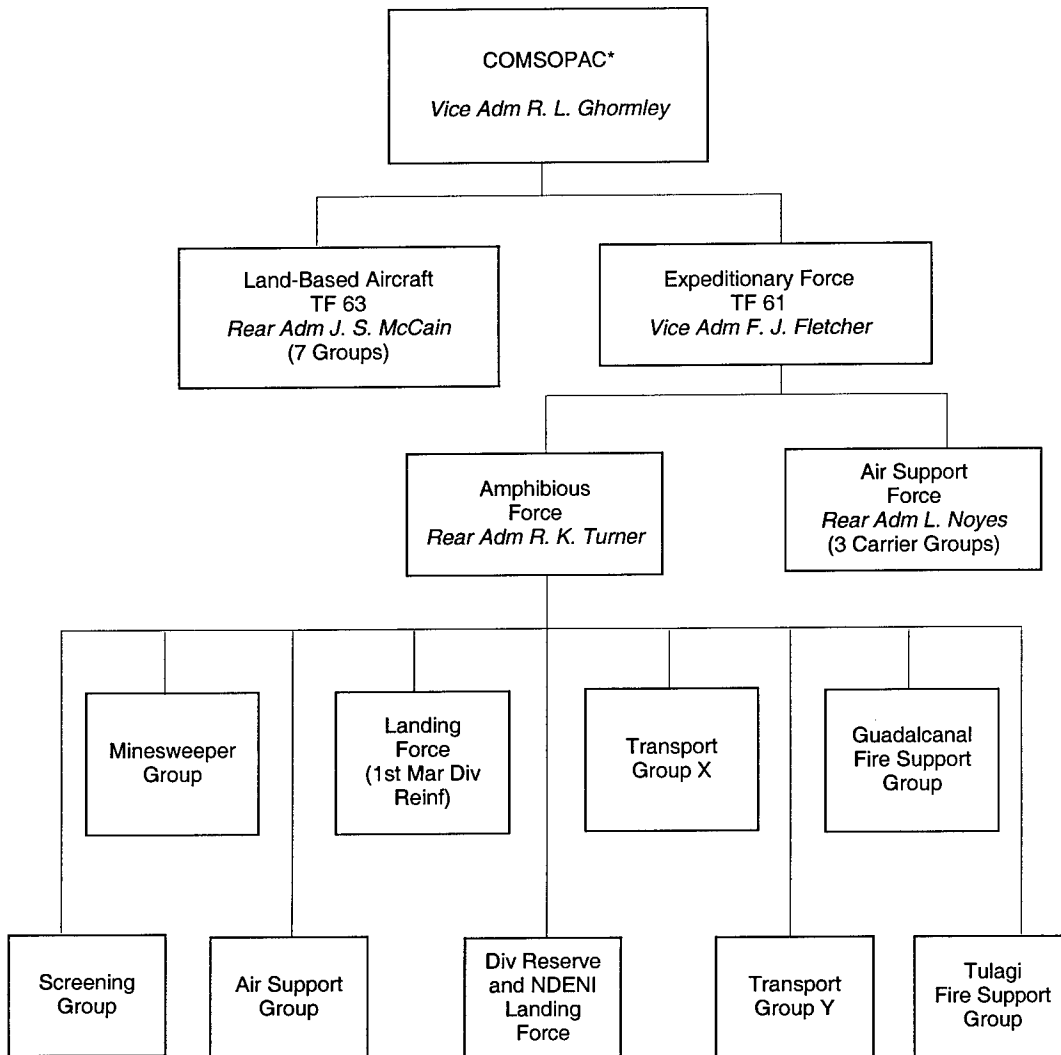 COMSOPAC*
Vice Adm R. L. Ghormley
Land-Based Aircraft
TF 63
Rear Adm J. S. McCain
(7 Groups)
Expeditionary Force
TF 61
Vice Adm F. J. Fletcher
Amphibious
Force
Rear Adm R. K. Turner
Air Support
Force
Rear Adm L. Noyes
(3 Carrier Groups)
Minesweeper
Group
Landing
Force
(1st Mar Div
Reinf)
Transport
Group X
Guadalcanal
Fire Support
Group
Screening
Group
Air Support
Group
Div Reserve
and NDENI
Landing
Force
Transport
Group Y
Tulagi
Fire Support
Group